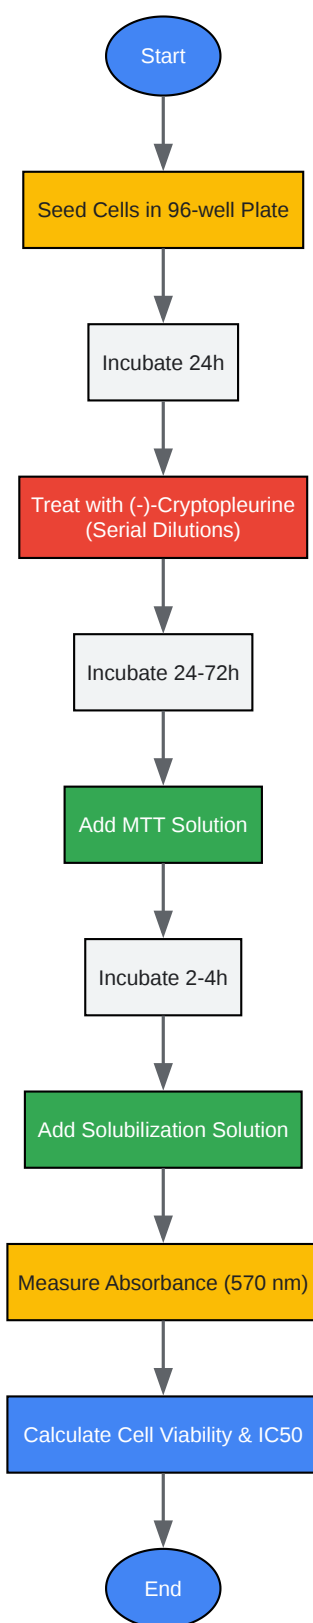 Start
Seed Cells in 96-well Plate
Incubate 24h
Treat with (-)-Cryptopleurine
(Serial Dilutions)
Incubate 24-72h
Add MTT Solution
Incubate 2-4h
Add Solubilization Solution
Measure Absorbance (570 nm)
Calculate Cell Viability & IC50
End